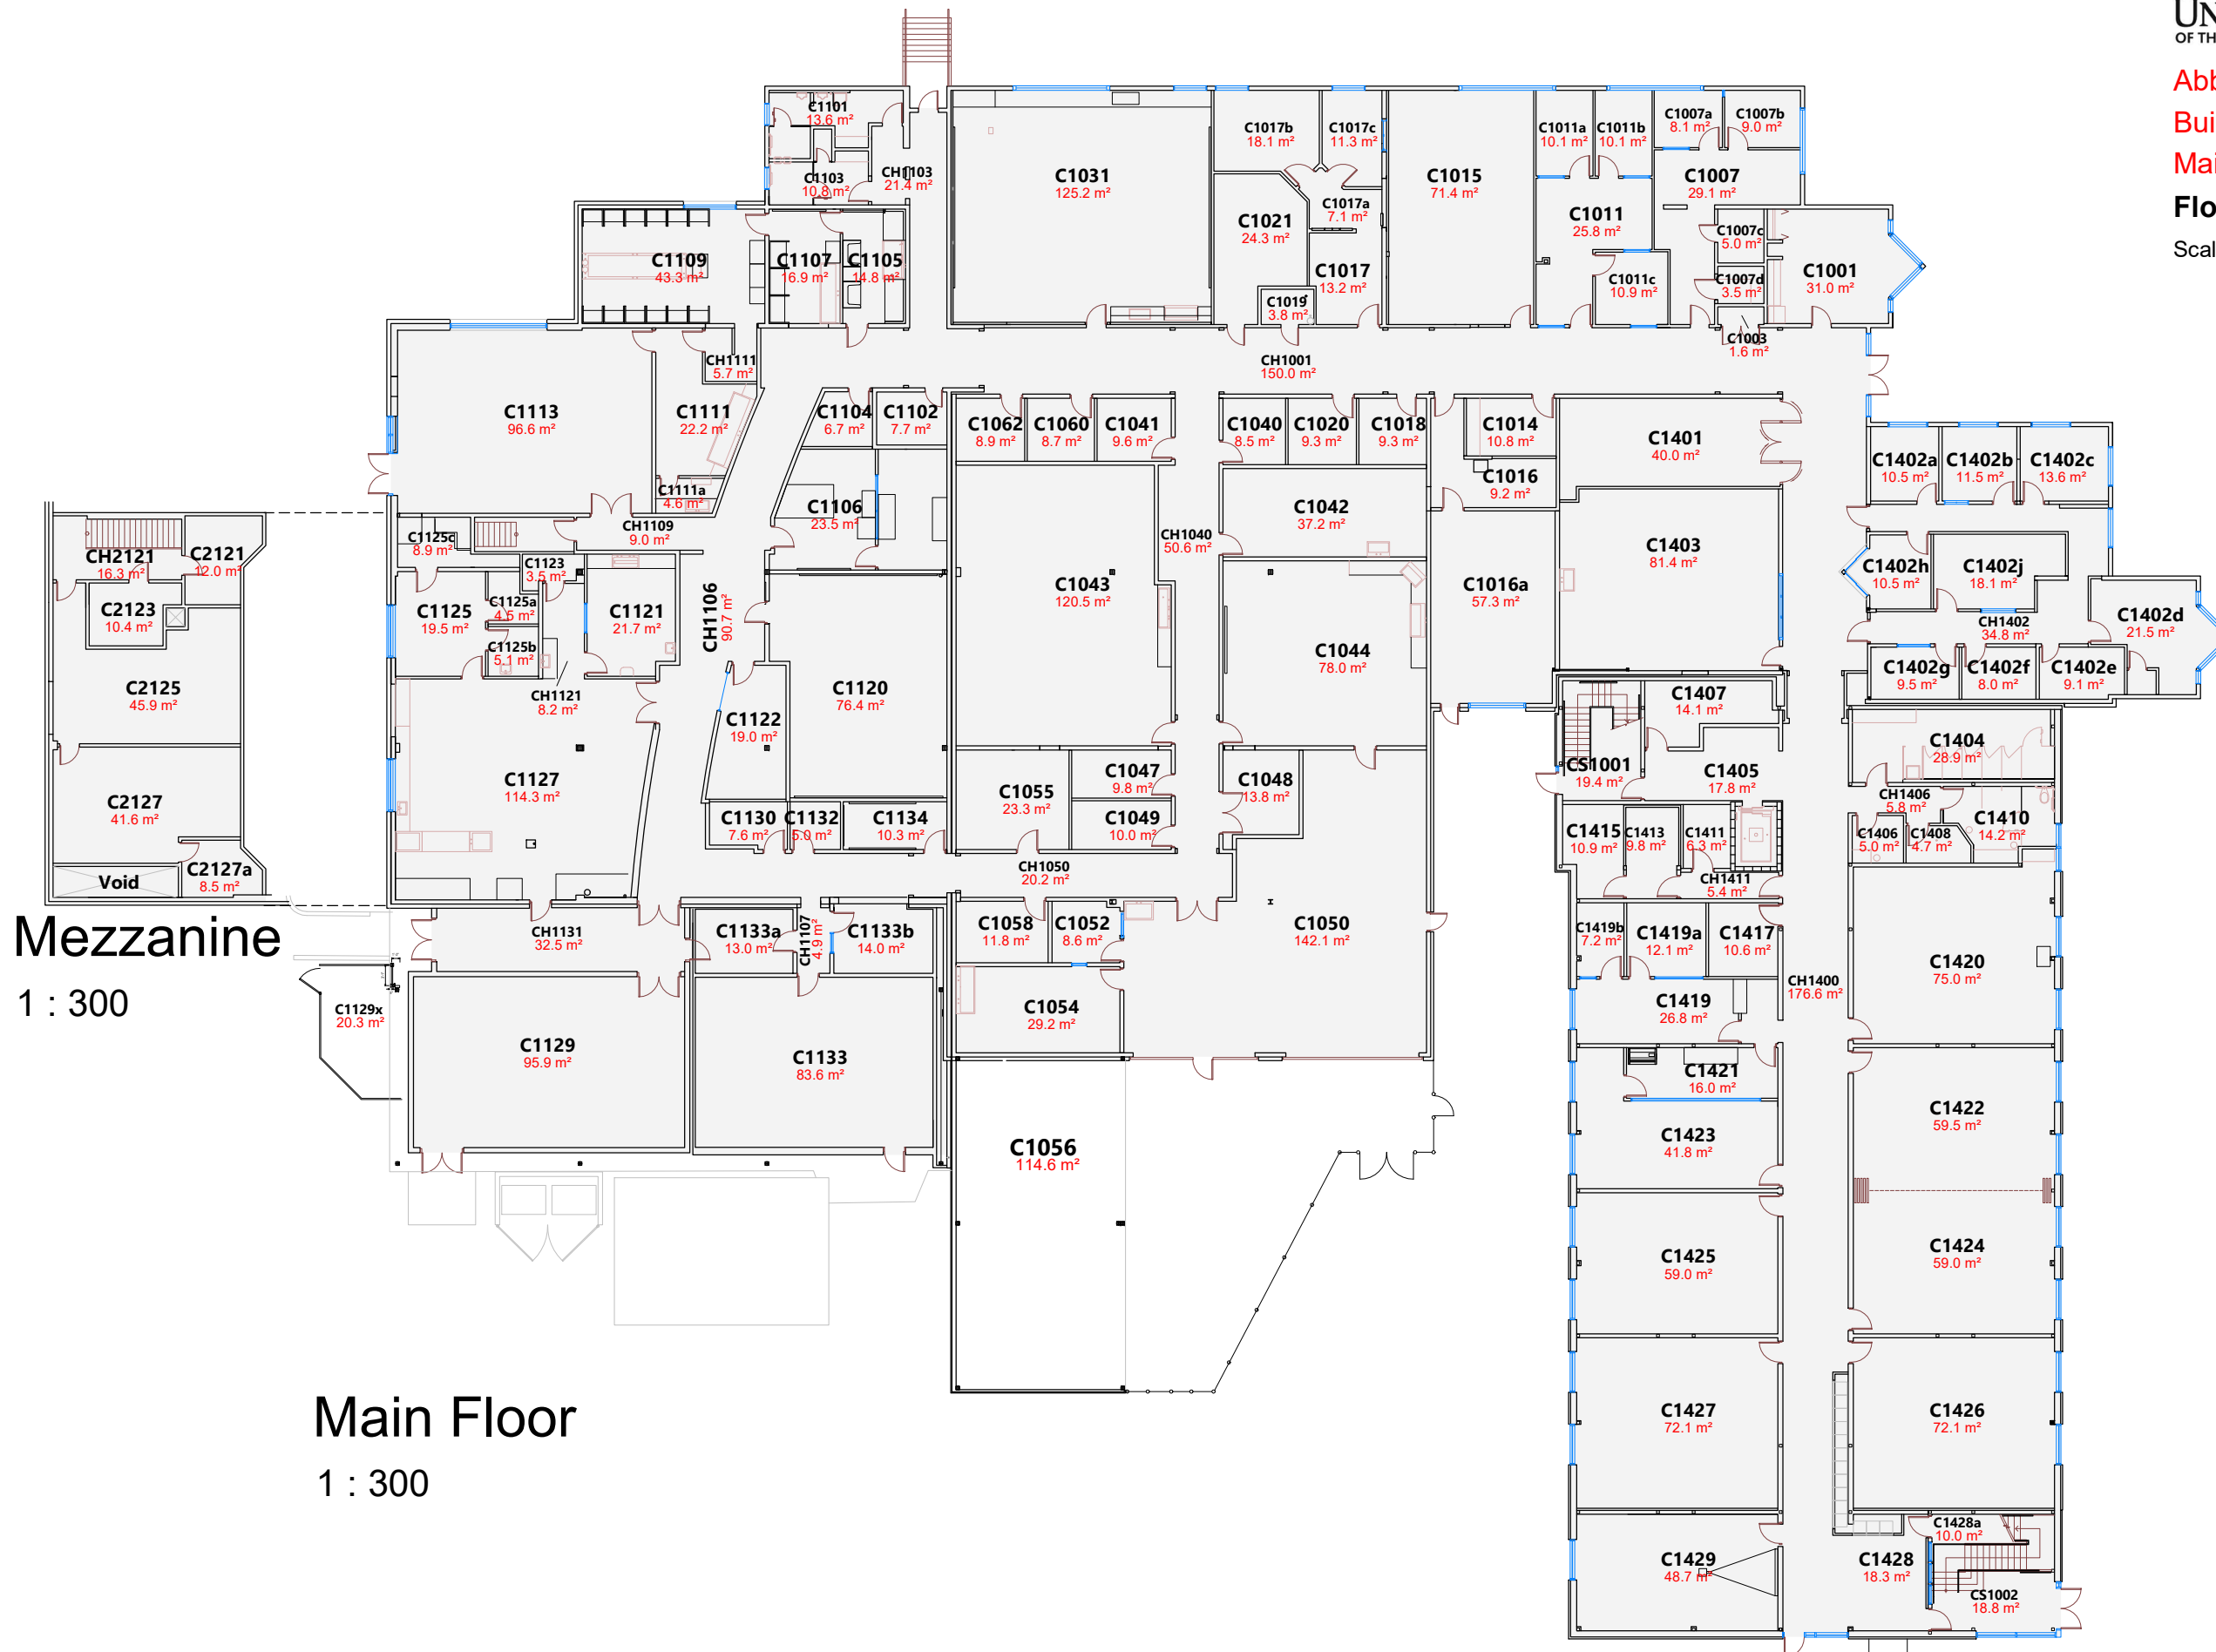 UN
OF TH
Abb
Bui
Mai
Flo
Scal
C1101
13.6 m²
C1103
10.8 m²
CH1103
21.4 m²
C1031
125.2 m²
C1017b
18.1 m²
C1017c
11.3 m²
C1017a
7.1 m²
C1021
24.3 m²
C1017
13.2 m²
C1019
3.8 m²
C1015
71.4 m²
C1011a
10.1 m²
C1011b
10.1 m²
C1011
25.8 m²
C1011c
10.9 m²
C1007a
8.1 m²
C1007b
9.0 m²
C1007
29.1 m²
C1007c
5.0 m²
C1007d
3.5 m²
C1001
31.0 m²
C1003
1.6 m²
C1109
43.3 m²
C1107
16.9 m²
C1105
14.8 m²
CH1111
5.7 m²
CH1001
150.0 m²
C1113
96.6 m²
C1111
22.2 m²
C1111a
4.6 m²
C1104
6.7 m²
C1102
7.7 m²
C1062
8.9 m²
C1060
8.7 m²
C1041
9.6 m²
C1040
8.5 m²
C1020
9.3 m²
C1018
9.3 m²
C1014
10.8 m²
C1016
9.2 m²
C1401
40.0 m²
C1402a
10.5 m²
C1402b
11.5 m²
C1402c
13.6 m²
C1106
23.5 m²
CH1109
9.0 m²
C1125c
8.9 m²
C1123
3.5 m²
C1125
19.5 m²
C1125a
4.5 m²
C1125b
5.1 m²
C1121
21.7 m²
CH1106
90.7 m²
CH1121
8.2 m²
C1043
120.5 m²
CH1040
50.6 m²
C1042
37.2 m²
C1044
78.0 m²
C1016a
57.3 m²
C1403
81.4 m²
C1402h
10.5 m²
C1402j
18.1 m²
C1402d
21.5 m²
CH1402
34.8 m²
C1402g
9.5 m²
C1402f
8.0 m²
C1402e
9.1 m²
CH2121
16.3 m²
C2121
12.0 m²
C2123
10.4 m²
C2125
45.9 m²
C2127
41.6 m²
C2127a
8.5 m²
Void
Mezzanine
1 : 300
C1127
114.3 m²
C1122
19.0 m²
C1120
76.4 m²
C1130
7.6 m²
C1132
5.0 m²
C1134
10.3 m²
C1055
23.3 m²
C1047
9.8 m²
C1049
10.0 m²
C1048
13.8 m²
CH1050
20.2 m²
CS1001
19.4 m²
C1407
14.1 m²
C1405
17.8 m²
C1404
28.9 m²
CH1406
5.8 m²
C1406
5.0 m²
C1408
4.7 m²
C1410
14.2 m²
C1415
10.9 m²
C1413
9.8 m²
C1411
6.3 m²
CH1411
5.4 m²
CH1131
32.5 m²
C1133a
13.0 m²
CH1107
4.9 m²
C1133b
14.0 m²
C1058
11.8 m²
C1052
8.6 m²
C1050
142.1 m²
C1054
29.2 m²
C1129x
20.3 m²
C1129
95.9 m²
C1133
83.6 m²
C1056
114.6 m²
C1419b
7.2 m²
C1419a
12.1 m²
C1417
10.6 m²
C1419
26.8 m²
CH1400
176.6 m²
C1420
75.0 m²
C1421
16.0 m²
C1423
41.8 m²
C1422
59.5 m²
C1425
59.0 m²
C1424
59.0 m²
C1427
72.1 m²
C1426
72.1 m²
C1429
48.7 m²
C1428a
10.0 m²
C1428
18.3 m²
CS1002
18.8 m²
Main Floor
1 : 300